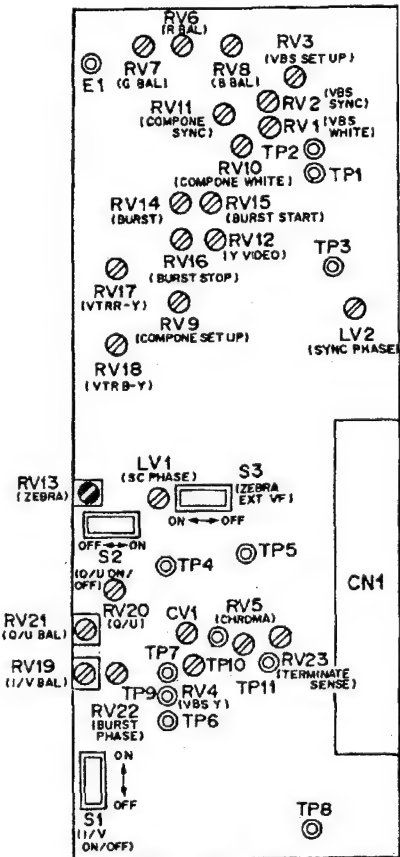 RV6
(R BAL)
RV7
(G BAL)
RV8
(B BAL)
RV3
(VBS SET UP)
E1
RV11
(COMPONE
SYNC)
RV2 (VBS
SYNC)
RV1 (VBS
WHITE)
TP2
RV10
(COMPONE WHITE)
TP1
RV14
(BURST)
RV15
(BURST START)
RV16
(BURST STOP)
RV12
(Y VIDEO)
TP3
RV17
(VTRR-Y)
RV9
(COMPONE SET UP)
LV2
(SYNC PHASE)
RV18
(VTR B-Y)
RV13
(ZEBRA)
LV1
(SC PHASE)
S3
(ZEBRA
EXT VF)
ON OFF
OFF ON
S2
(Q/U ON/
OFF)
TP4
TP5
CN1
RV20
(Q/U)
RV21
(Q/U BAL)
CV1
RV5
(CHROMA)
RV19
(I/V BAL)
TP7
TP10
RV23
(TERMINATE
SENSE)
TP11
TP9
RV4
(VBS Y)
TP6
RV22
(BURST
PHASE)
ON
OFF
S1
(I/V
ON/OFF)
TP8